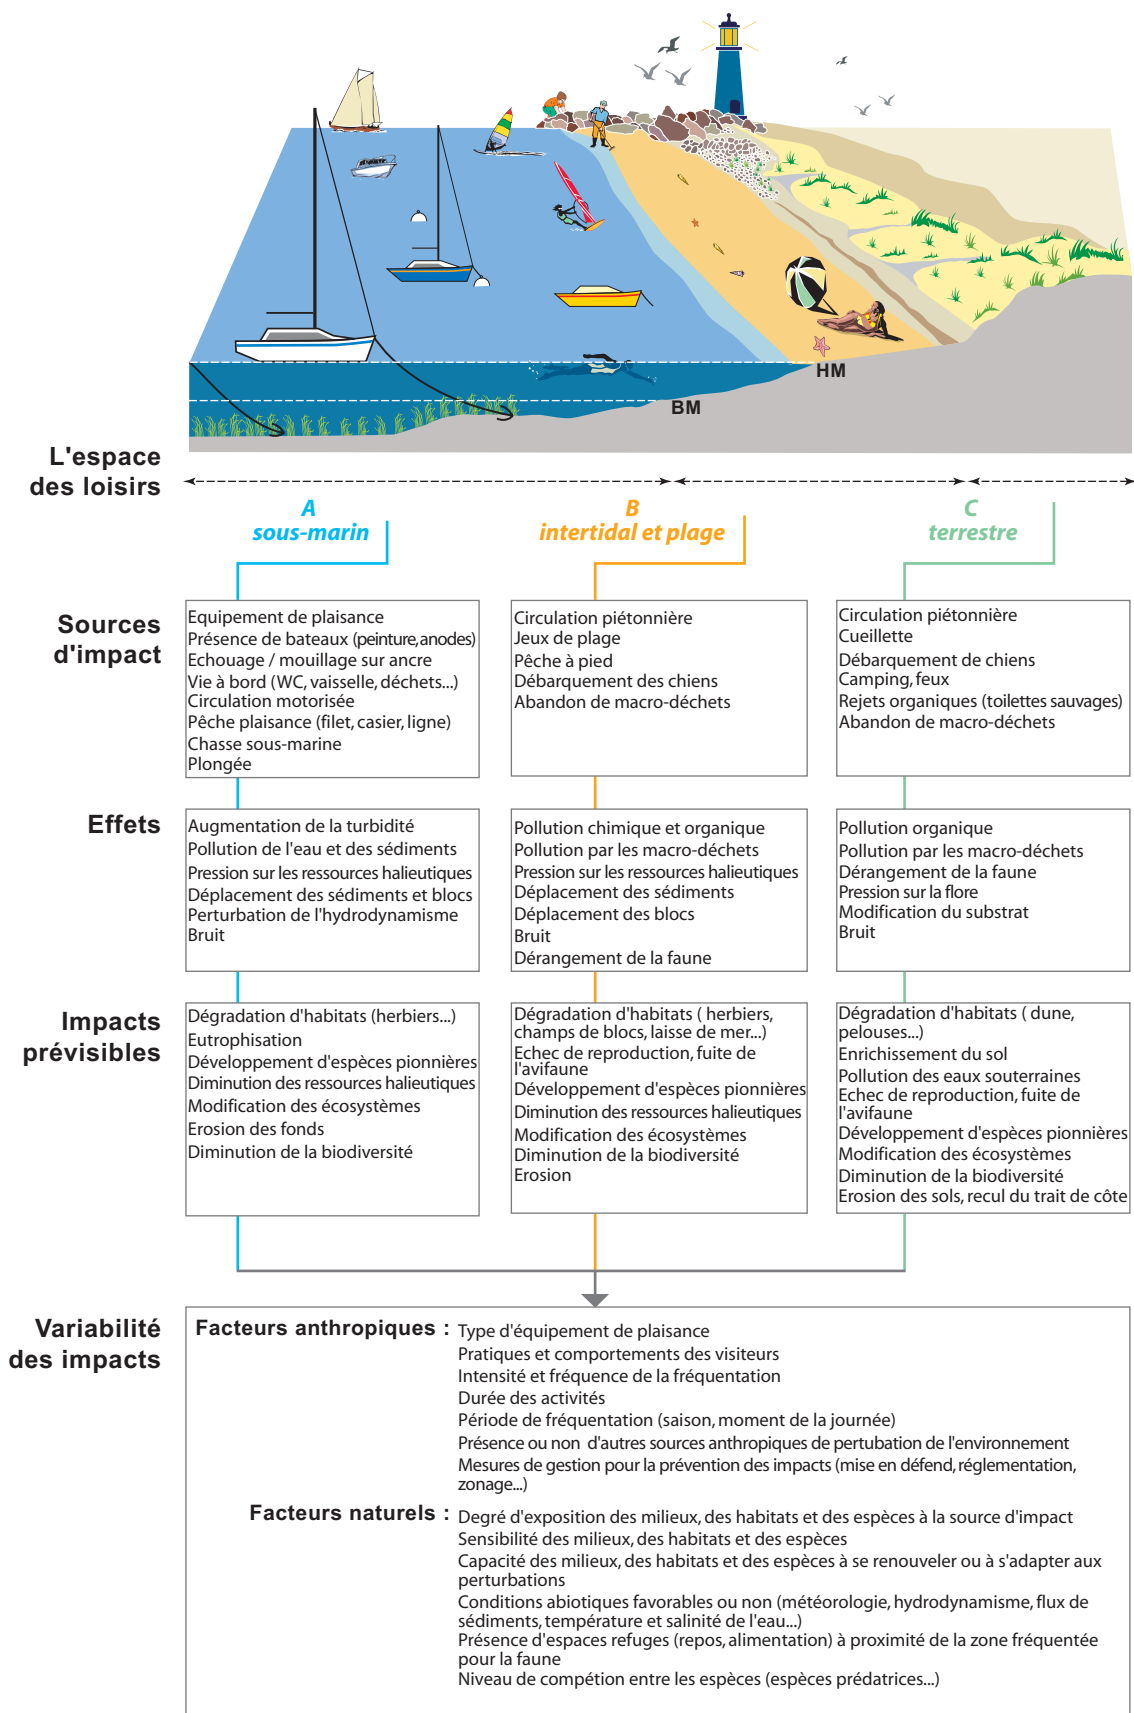 HM
BM
L'espace
des loisirs
A
sous-marin
B
intertidal et plage
C
terrestre
Sources
d'impact
Equipement de plaisance
Présence de bateaux (peinture, anodes)
Echouage / mouillage sur ancre
Vie à bord (WC, vaisselle, déchets...)
Circulation motorisée
Pêche plaisance (filet, casier, ligne)
Chasse sous-marine
Plongée
Circulation piétonnière
Jeux de plage
Pêche à pied
Débarquement des chiens
Abandon de macro-déchets
Circulation piétonnière
Cueillette
Débarquement de chiens
Camping, feux
Rejets organiques (toilettes sauvages)
Abandon de macro-déchets
Effets
Augmentation de la turbidité
Pollution de l'eau et des sédiments
Pression sur les ressources halieutiques
Déplacement des sédiments et blocs
Perturbation de l'hydrodynamisme
Bruit
Pollution chimique et organique
Pollution par les macro-déchets
Pression sur les ressources halieutiques
Déplacement des sédiments
Déplacement des blocs
Bruit
Dérangement de la faune
Pollution organique
Pollution par les macro-déchets
Dérangement de la faune
Pression sur la flore
Modification du substrat
Bruit
Impacts
prévisibles
Dégradation d'habitats (herbiers...)
Eutrophisation
Développement d'espèces pionnières
Diminution des ressources halieutiques
Modification des écosystèmes
Erosion des fonds
Diminution de la biodiversité
Dégradation d'habitats ( herbiers,
champs de blocs, laisse de mer...)
Echec de reproduction, fuite de
l'avifaune
Développement d'espèces pionnières
Diminution des ressources halieutiques
Modification des écosystèmes
Diminution de la biodiversité
Erosion
Dégradation d'habitats ( dune,
pelouses...)
Enrichissement du sol
Pollution des eaux souterraines
Echec de reproduction, fuite de
l'avifaune
Développement d'espèces pionnières
Modification des écosystèmes
Diminution de la biodiversité
Erosion des sols, recul du trait de côte
Variabilité
des impacts
Facteurs anthropiques : Type d'équipement de plaisance
Pratiques et comportements des visiteurs
Intensité et fréquence de la fréquentation
Durée des activités
Période de fréquentation (saison, moment de la journée)
Présence ou non d'autres sources anthropiques de pertubation de l'environnement
Mesures de gestion pour la prévention des impacts (mise en défend, réglementation,
zonage...)
Facteurs naturels : Degré d'exposition des milieux, des habitats et des espèces à la source d'impact
Sensibilité des milieux, des habitats et des espèces
Capacité des milieux, des habitats et des espèces à se renouveler ou à s'adapter aux
perturbations
Conditions abiotiques favorables ou non (météorologie, hydrodynamisme, flux de
sédiments, température et salinité de l'eau...)
Présence d'espaces refuges (repos, alimentation) à proximité de la zone fréquentée
pour la faune
Niveau de compétion entre les espèces (espèces prédatrices...)